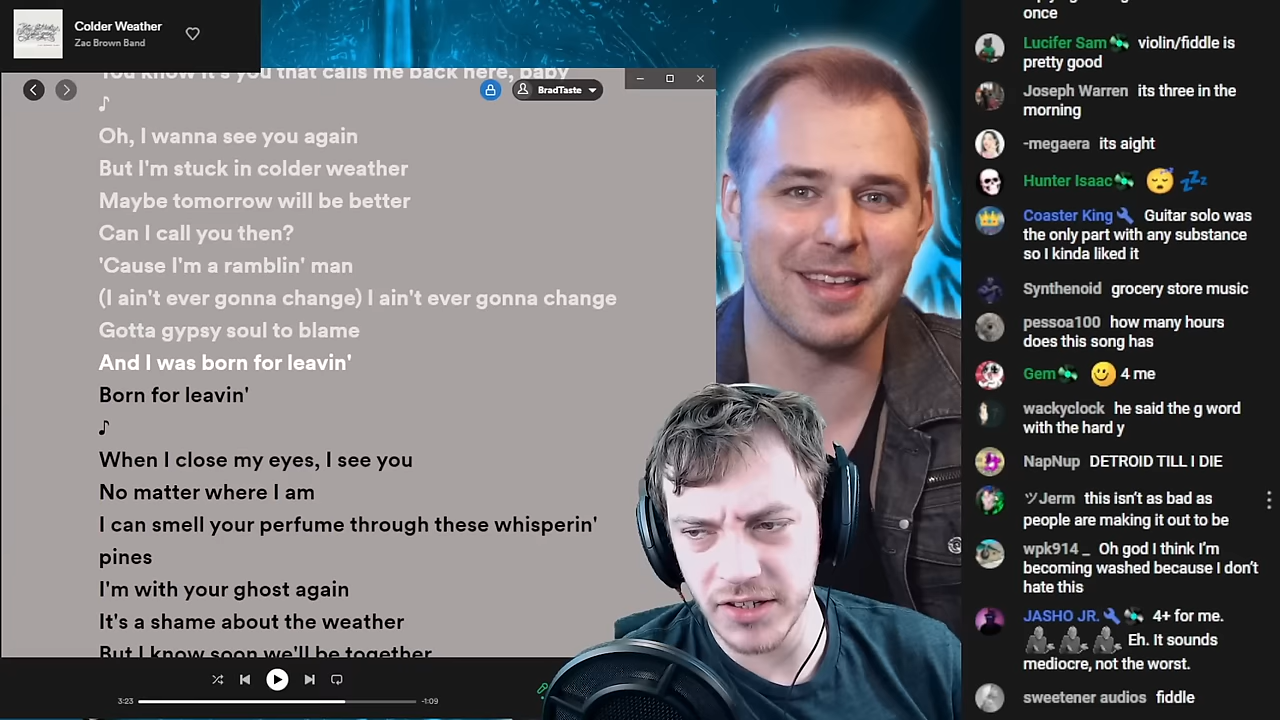 Colder Weather
Zac Brown Band
You know it's you that calls me back here, baby
♪
BradTaste
Oh, I wanna see you again
But I'm stuck in colder weather
Maybe tomorrow will be better
Can I call you then?
'Cause I'm a ramblin' man
(I ain't ever gonna change) I ain't ever gonna change
Gotta gypsy soul to blame
And I was born for leavin'
Born for leavin'
♪
When I close my eyes, I see you
No matter where I am
I can smell your perfume through these whisperin'
pines
I'm with your ghost again
It's a shame about the weather
But I know soon we'll be together
3:23
-1:09
once
Lucifer Sam violin/fiddle is
pretty good
Joseph Warren its three in the
morning
-megaera its aight
Hunter Isaac 😴 💤
Coaster King Guitar solo was
the only part with any substance
so I kinda liked it
Synthenoid grocery store music
pessoa100 how many hours
does this song has
Gem 🙂 4 me
wackyclock he said the g word
with the hard y
NapNup DETROID TILL I DIE
ツJerm this isn't as bad as
people are making it out to be
wpk914 _ Oh god I think I'm
becoming washed because I don't
hate this
JASHO JR. 4+ for me.
Eh. It sounds
mediocre, not the worst.
sweetener audios fiddle